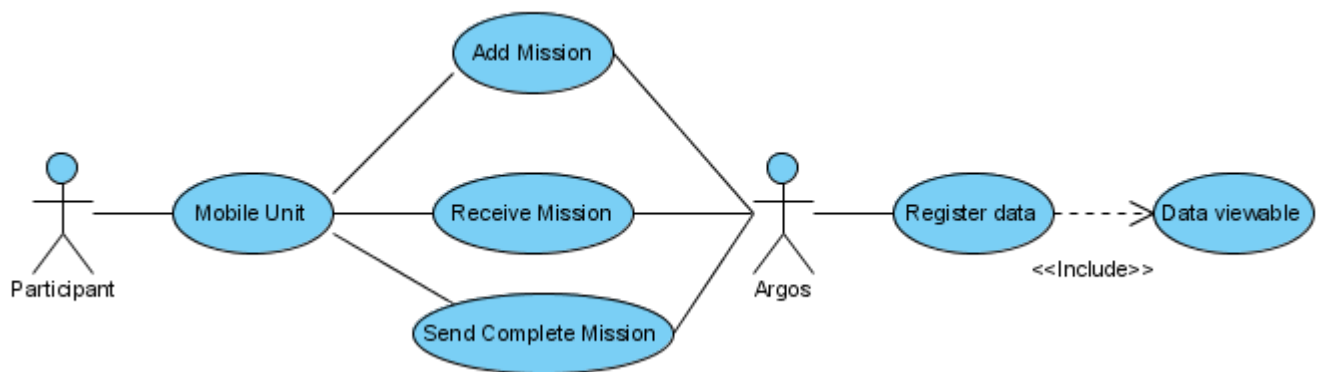 Add Mission
Mobile Unit
Receive Mission
Register data
Data viewable
<<Include>>
Participant
Argos
Send Complete Mission